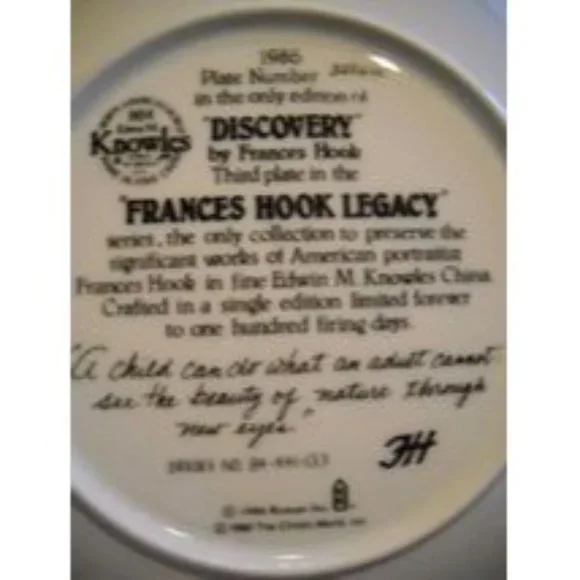 1986
Plate Number
in the only edition of
"DISCOVERY"
by Frances Hook
Third plate in the
"FRANCES HOOK LEGACY"
series, the only collection to preserve the
significant works of American portraitist
Frances Hook in fine Edwin M. Knowles China.
Crafted in a single edition limited forever
to one hundred firing-days.
Knowles
"A child can do what an adult cannot-
see the beauty of nature through
new eyes."
FH